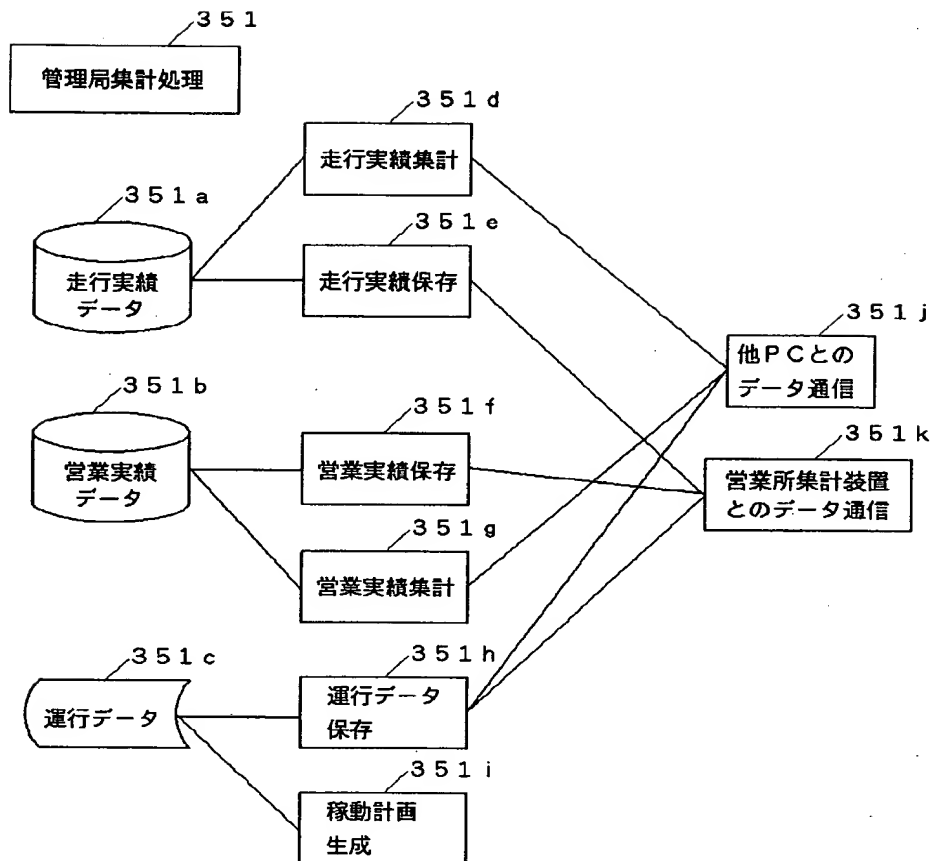 351
管理局集計処理
351d
走行実績集計
351a
走行実績
データ
351e
走行実績保存
351j
他PCとの
データ通信
351b
営業実績
データ
351f
営業実績保存
351k
営業所集計装置
とのデータ通信
351g
営業実績集計
351c
運行データ
351h
運行データ
保存
351i
稼動計画
生成